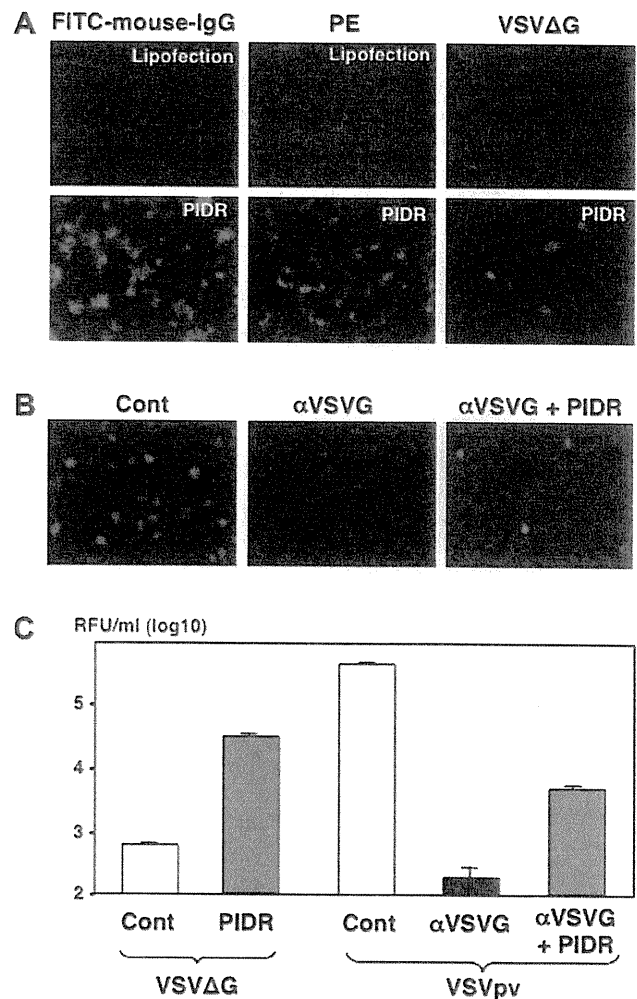 A FITC-mouse-IgG PE VSVΔG
Lipofection Lipofection
PIDR PIDR PIDR
B Cont αVSVG αVSVG + PIDR
C RFU/ml (log10)
5
4
3
2
Cont PIDR Cont αVSVG αVSVG
+ PIDR
VSVΔG VSVpv